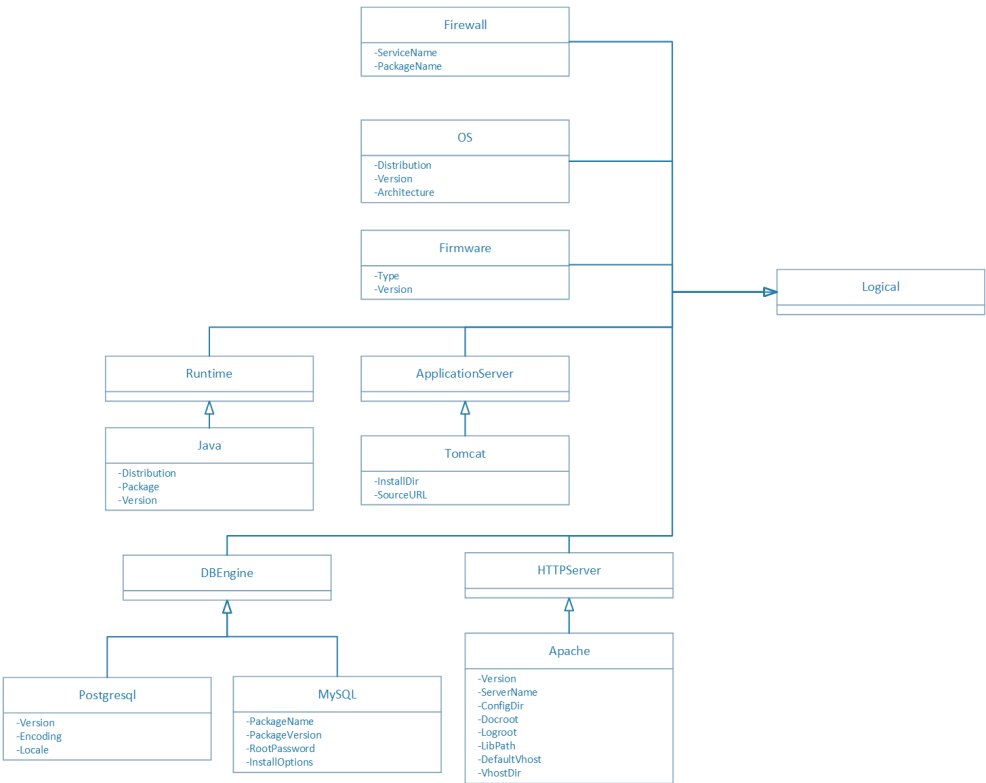 Firewall
-ServiceName
-PackageName
OS
-Distribution
-Version
-Architecture
Firmware
-Type
-Version
Logical
Runtime
ApplicationServer
Java
-Distribution
-Package
-Version
Tomcat
-InstallDir
-SourceURL
DBEngine
HTTPServer
Postgresql
-Version
-Encoding
-Locale
MySQL
-PackageName
-PackageVersion
-RootPassword
-InstallOptions
Apache
-Version
-ServerName
-ConfigDir
-Docroot
-Logroot
-LibPath
-DefaultVhost
-VhostDir